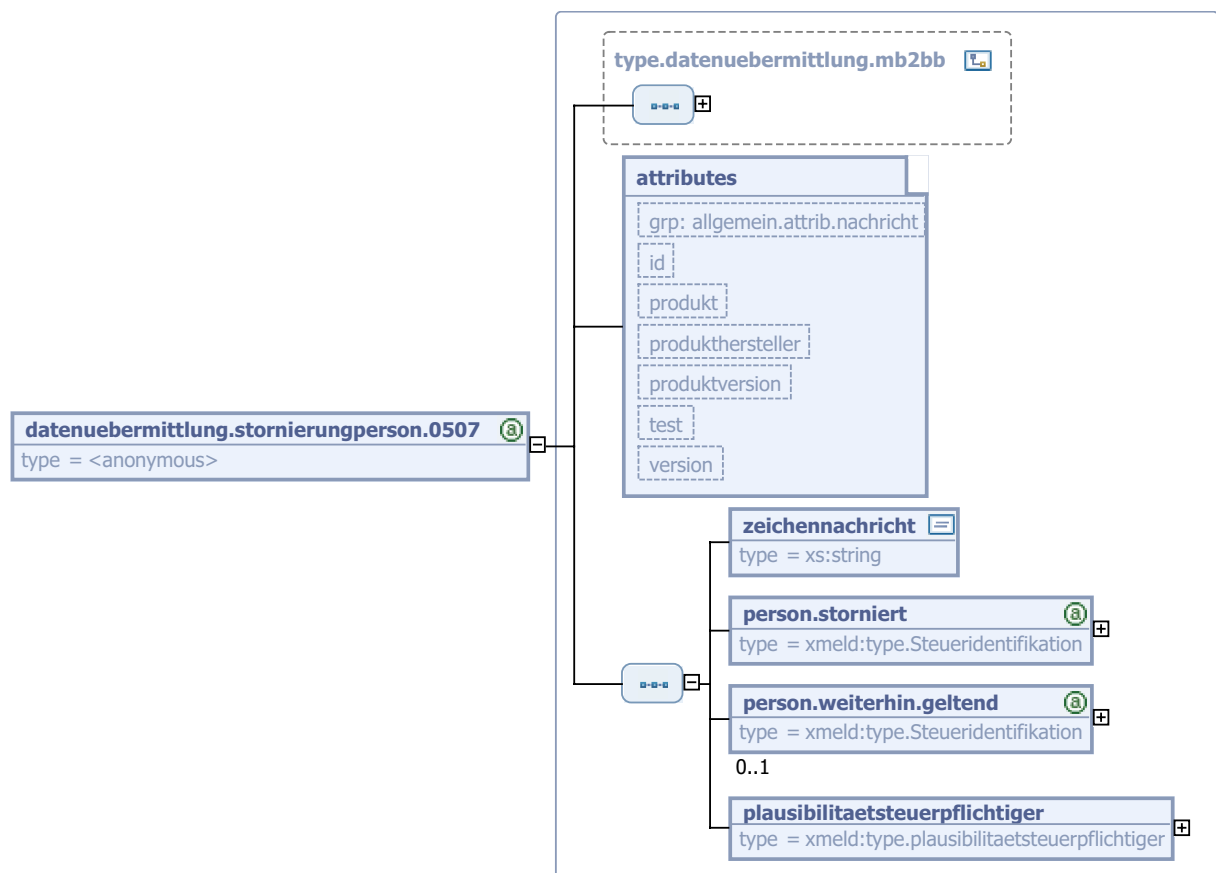 type.datenuebermittlung.mb2bb
attributes
grp: allgemein.attrib.nachricht
id
produkt
produkthersteller
produktversion
test
version
datenuebermittlung.stornierungperson.0507
type = <anonymous>
zeichennachricht
type = xs:string
person.storniert
type = xmeld:type.Steueridentifikation
person.weiterhin.geltend
type = xmeld:type.Steueridentifikation
0..1
plausibilitaetsteuerpflichtiger
type = xmeld:type.plausibilitaetsteuerpflichtiger